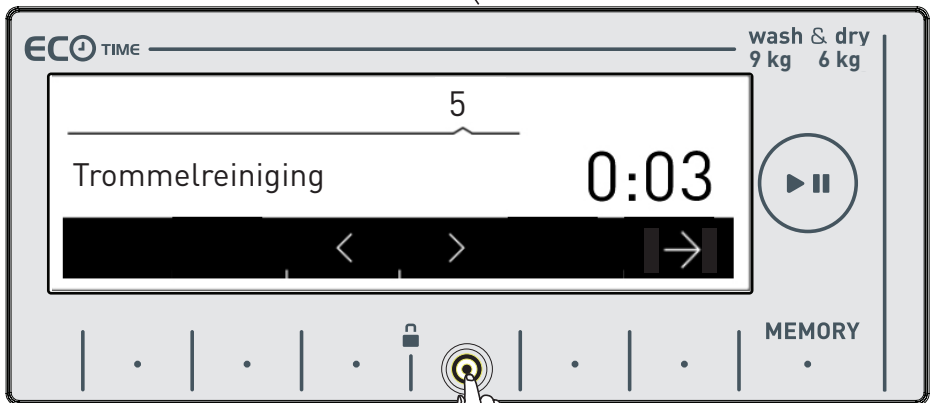 ECO TIME
wash & dry
9 kg 6 kg
5
Trommelreiniging
0:03
MEMORY